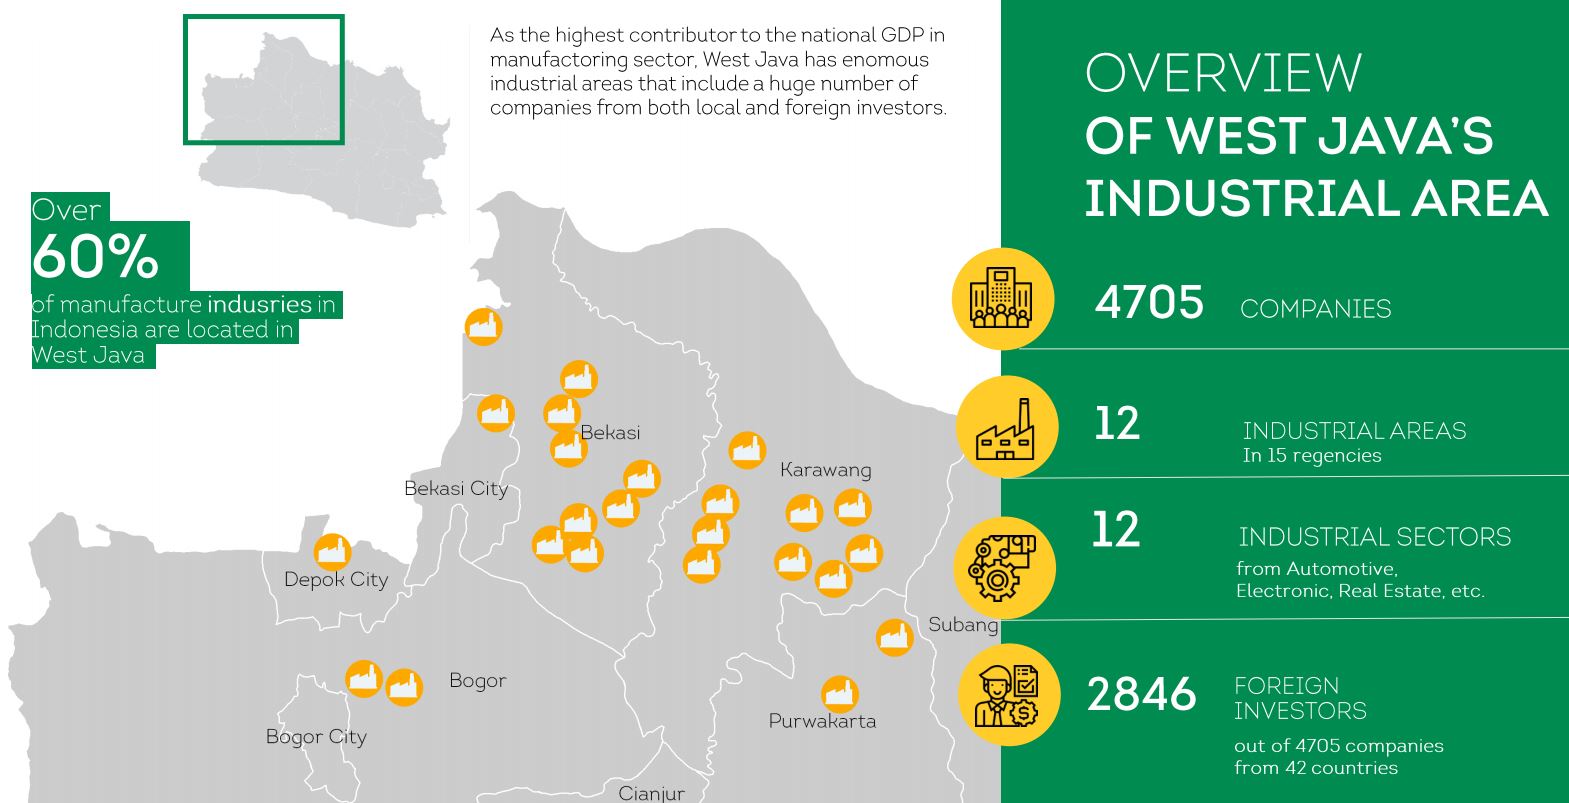 As the highest contributor to the national GDP in
manufactoring sector, West Java has enomous
industrial areas that include a huge number of
companies from both local and foreign investors.
Over
60%
of manufacture indusries in
Indonesia are located in
West Java
Bekasi
Karawang
Bekasi City
Depok City
Subang
Bogor
Purwakarta
Bogor City
Cianjur
OVERVIEW
OF WEST JAVA'S
INDUSTRIAL AREA
4705 COMPANIES
12 INDUSTRIAL AREAS
In 15 regencies
12 INDUSTRIAL SECTORS
from Automotive,
Electronic, Real Estate, etc.
2846 FOREIGN
INVESTORS
out of 4705 companies
from 42 countries